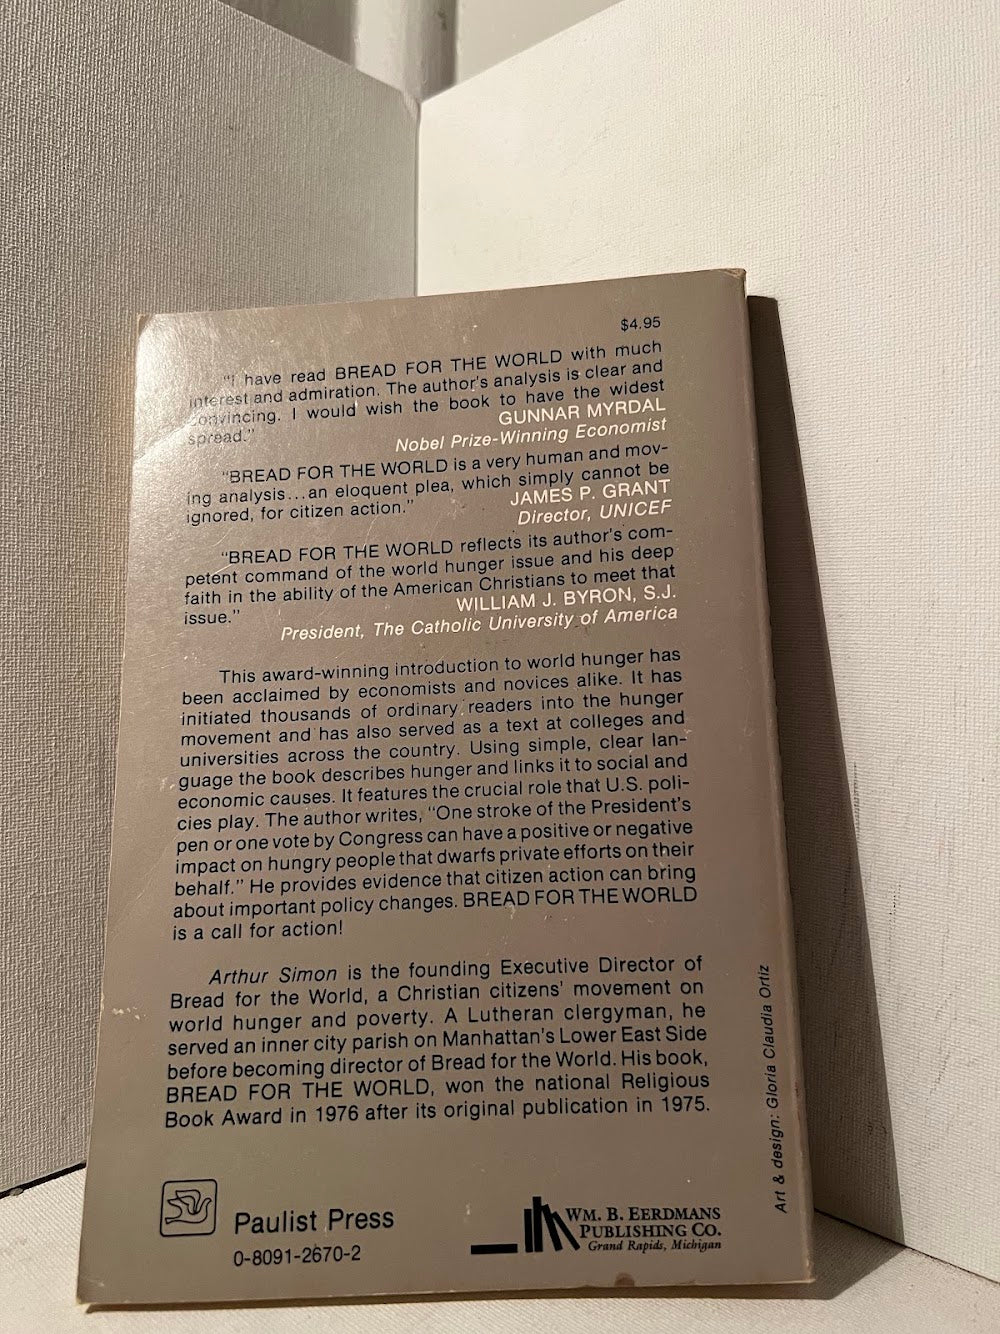 $4.95
"I have read BREAD FOR THE WORLD with much
interest and admiration. The author's analysis is clear and
convincing. I would wish the book to have the widest
spread."
GUNNAR MYRDAL
Nobel Prize-Winning Economist
"BREAD FOR THE WORLD is a very human and mov-
ing analysis...an eloquent plea, which simply cannot be
ignored, for citizen action."
JAMES P. GRANT
Director, UNICEF
"BREAD FOR THE WORLD reflects its author's com-
petent command of the world hunger issue and his deep
faith in the ability of the American Christians to meet that
issue."
WILLIAM J. BYRON, S.J.
President, The Catholic University of America
This award-winning introduction to world hunger has
been acclaimed by economists and novices alike. It has
initiated thousands of ordinary readers into the hunger
movement and has also served as a text at colleges and
universities across the country. Using simple, clear lan-
guage the book describes hunger and links it to social and
economic causes. It features the crucial role that U.S. poli-
cies play. The author writes, "One stroke of the President's
pen or one vote by Congress can have a positive or negative
impact on hungry people that dwarfs private efforts on their
behalf." He provides evidence that citizen action can bring
about important policy changes. BREAD FOR THE WORLD
is a call for action!
Arthur Simon is the founding Executive Director of
Bread for the World, a Christian citizens' movement on
world hunger and poverty. A Lutheran clergyman, he
served an inner city parish on Manhattan's Lower East Side
before becoming director of Bread for the World. His book,
BREAD FOR THE WORLD, won the national Religious
Book Award in 1976 after its original publication in 1975.
Art & design: Gloria Claudia Ortiz
Paulist Press
0-8091-2670-2
WM. B. EERDMANS
PUBLISHING CO.
Grand Rapids, Michigan